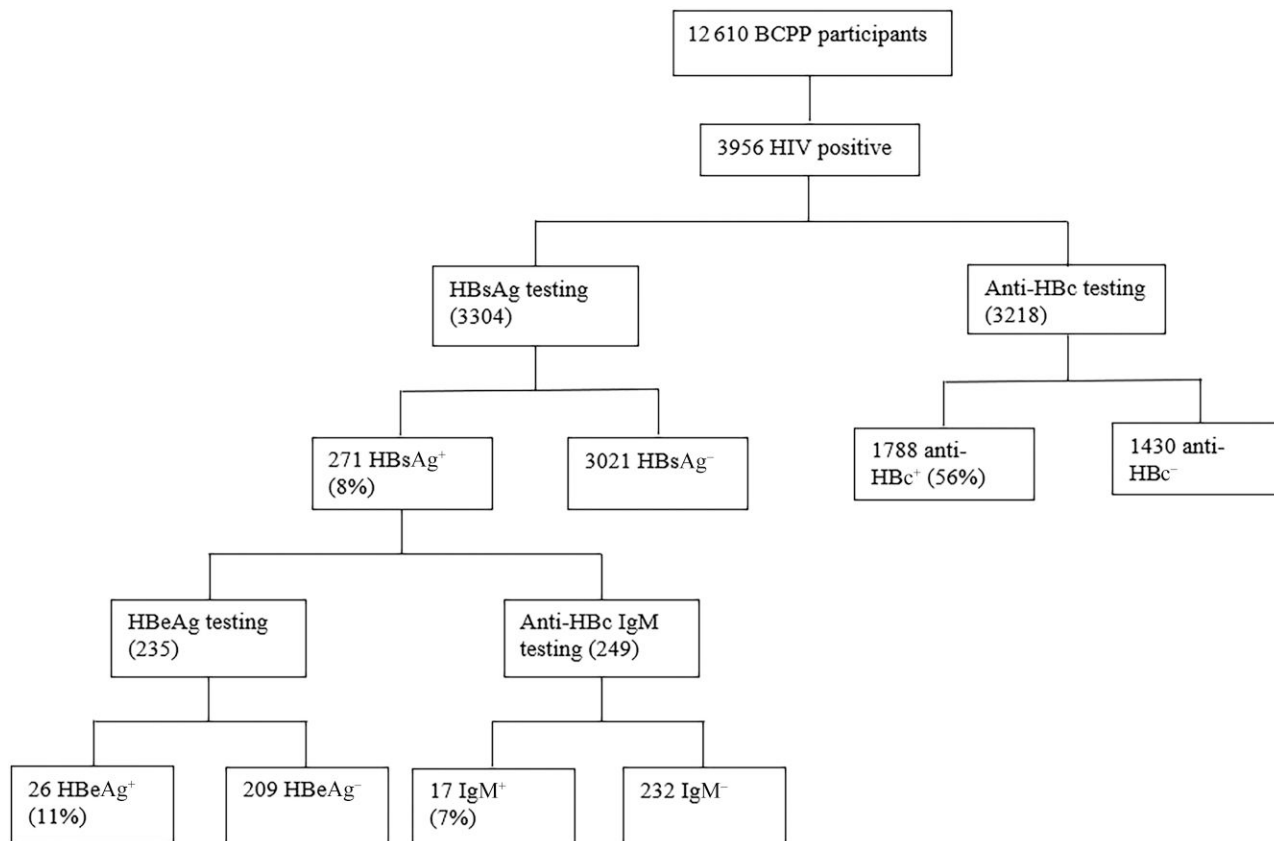 12 610 BCPP participants
3956 HIV positive
HBsAg testing
(3304)
Anti-HBc testing
(3218)
271 HBsAg⁺
(8%)
3021 HBsAg⁻
1788 anti-
HBc⁺ (56%)
1430 anti-
HBc⁻
HBeAg testing
(235)
Anti-HBc IgM
testing (249)
26 HBeAg⁺
(11%)
209 HBeAg⁻
17 IgM⁺
(7%)
232 IgM⁻